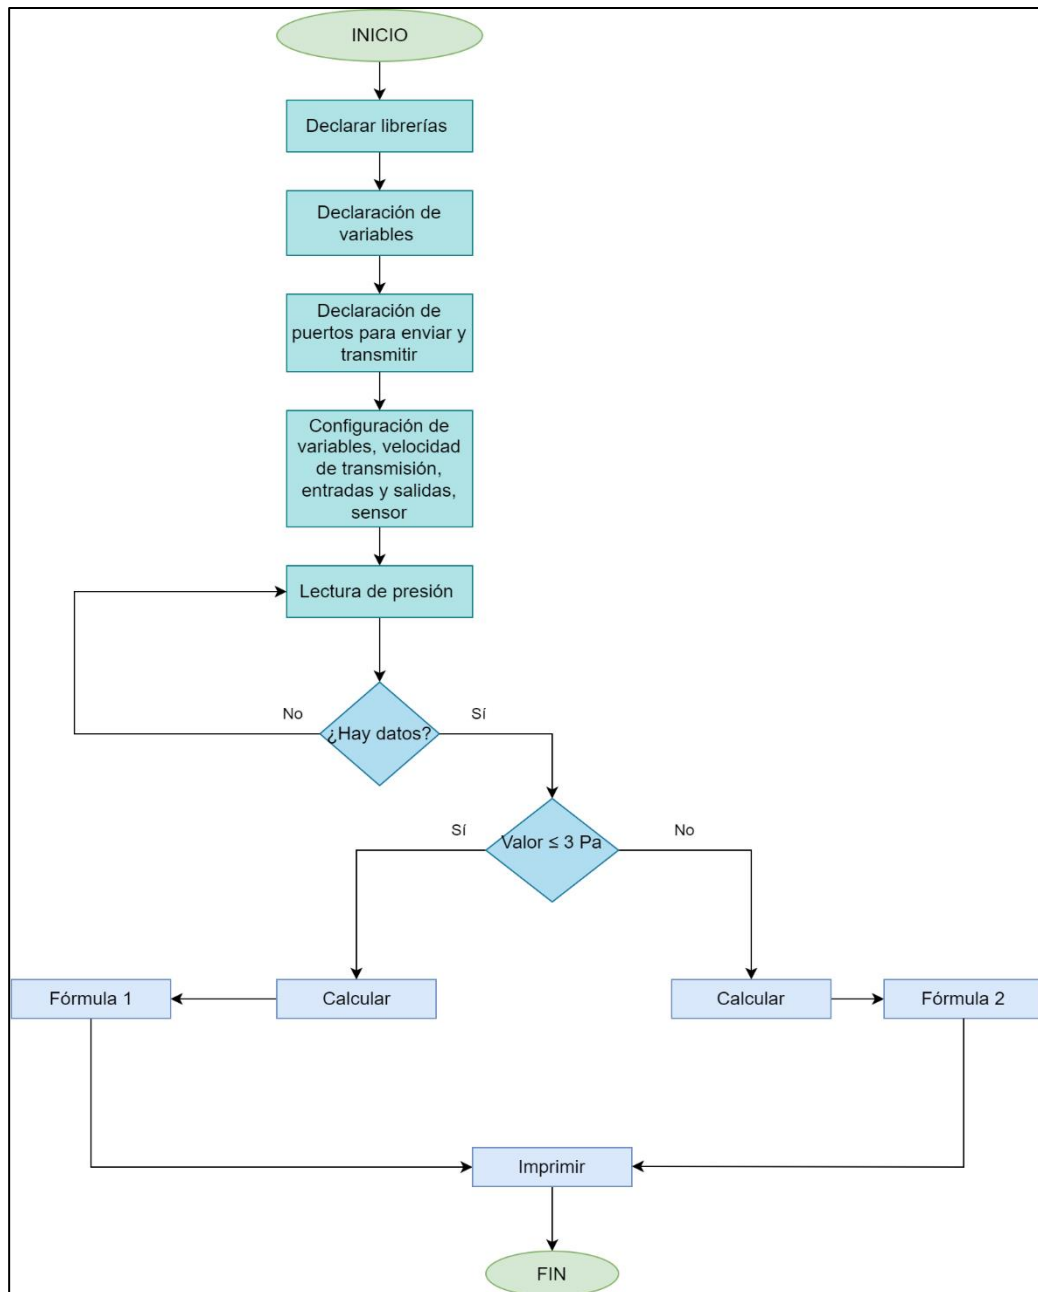 INICIO
Declarar librerías
Declaración de
variables
Declaración de
puertos para enviar y
transmitir
Configuración de
variables, velocidad
de transmisión,
entradas y salidas,
sensor
Lectura de presión
No
¿Hay datos?
Sí
Sí
Valor ≤ 3 Pa
No
Fórmula 1
Calcular
Calcular
Fórmula 2
Imprimir
FIN